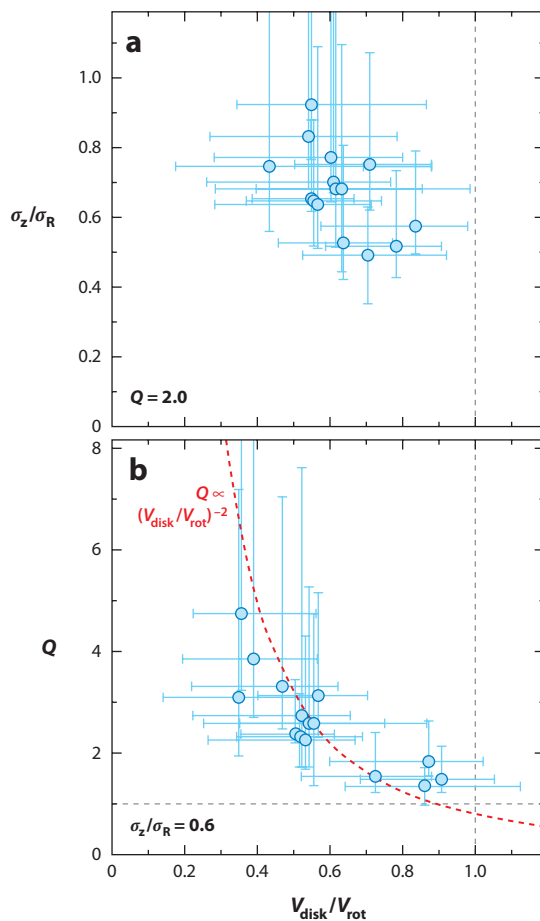 a
1.0
0.8
0.6
0.4
0.2
0
σz/σR
Q = 2.0
b
8
6
4
2
0
Q
Q ∝
(Vdisk/Vrot)−2
σz/σR = 0.6
0 0.2 0.4 0.6 0.8 1.0
Vdisk/Vrot